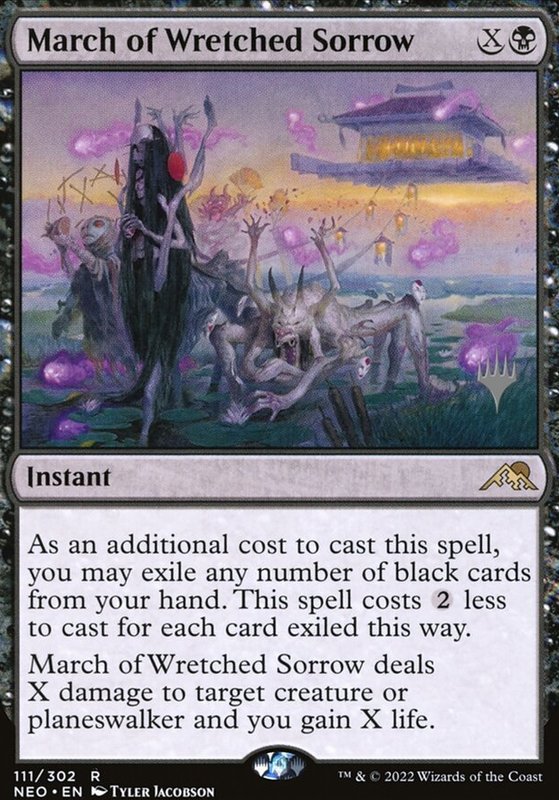 March of Wretched Sorrow X
Instant
As an additional cost to cast this spell,
you may exile any number of black cards
from your hand. This spell costs 2 less
to cast for each card exiled this way.
March of Wretched Sorrow deals
X damage to target creature or
planeswalker and you gain X life.
111/302 R
NEO • EN Tyler Jacobson
™ & © 2022 Wizards of the Coast